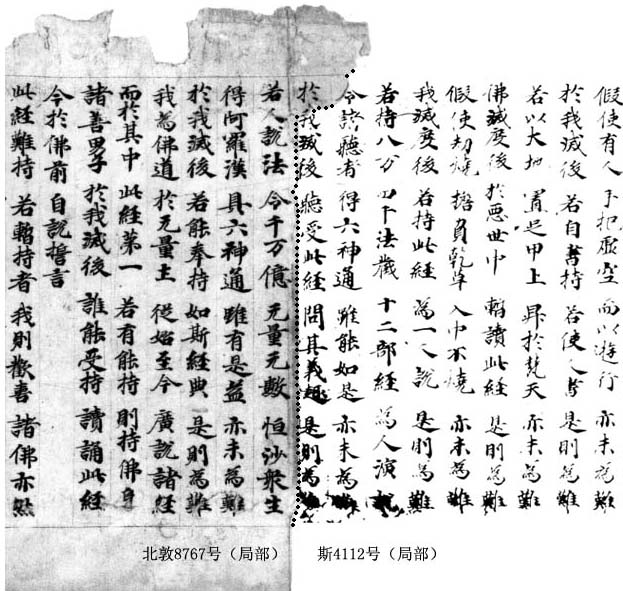 假使有人 手把虛空 而以遊行 亦未為難
於我滅後 若自書持 若使人書 是則為難
若以大地 置足甲上 昇於梵天 亦未為難
佛滅度後 於惡世中 暫讀此經 是則為難
假使劫燒 擔負乾草 入中不燒 亦未為難
我滅度後 若持此經 為一人說 是則為難
若持八万 四千法藏 十二部經 為人演說
令諸聽者 得六神通 雖能如是 亦未為難
於我滅後 聽受此經 問其義趣 是則為難
若人說法 令千万億 无量无數 恒沙衆生
得阿羅漢 具六神通 雖有是益 亦未為難
於我滅後 若能奉持 如斯經典 是則為難
我為佛道 於无量土 從始至今 廣說諸經
而於其中 此經第一 若有能持 則持佛身
諸善男子 於我滅後 誰能受持 讀誦此經
今於佛前 自說誓言
此經難持 若暫持者 我則歡喜 諸佛亦然
北敦8767号（局部）
斯4112号（局部）